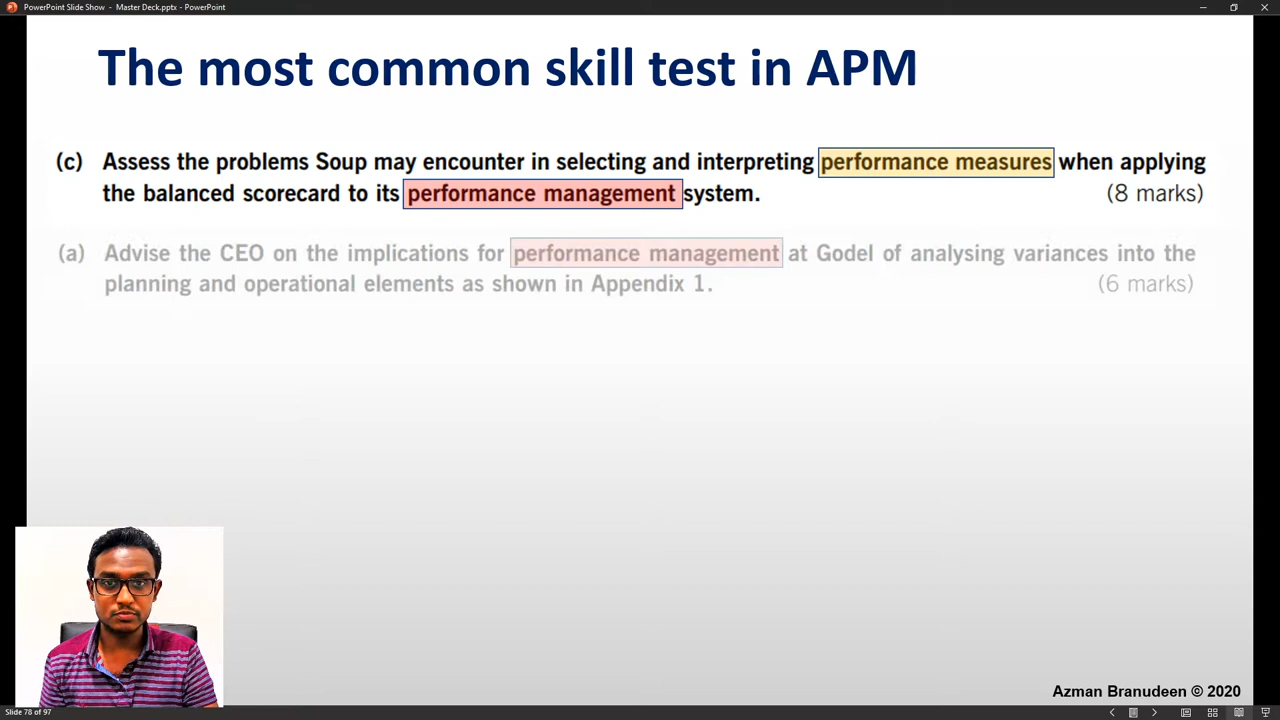 PowerPoint Slide Show - Master Deck.pptx - PowerPoint
The most common skill test in APM
(c) Assess the problems Soup may encounter in selecting and interpreting performance measures when applying
the balanced scorecard to its performance management system. (8 marks)
(a) Advise the CEO on the implications for performance management at Godel of analysing variances into the
planning and operational elements as shown in Appendix 1. (6 marks)
Azman Branudeen © 2020
Slide 78 of 97